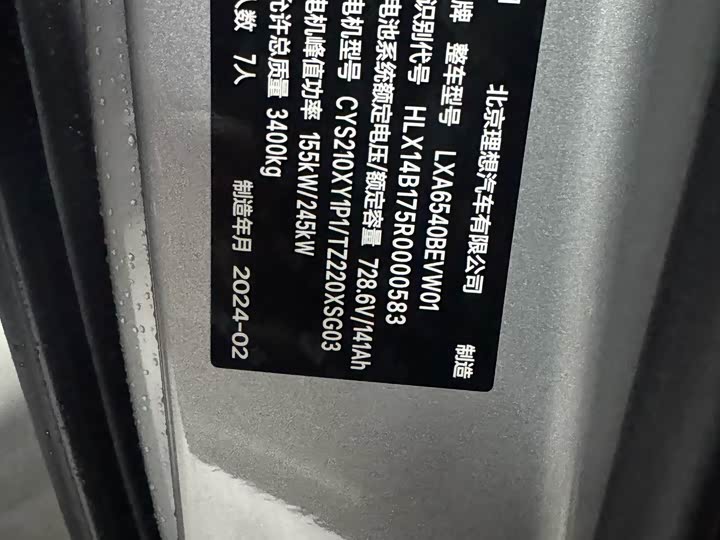 北京理想汽车有限公司 制造
牌 整车型号 LXA6540BEVW01
识别代号 HLX14B175R0000583
电池系统额定电压/额定容量 728.6V/141Ah
电机型号 CYS210XY1P1/TZ220XSG03
电机峰值功率 155kW/245kW
允许总质量 3400kg
人数 7人 制造年月 2024-02